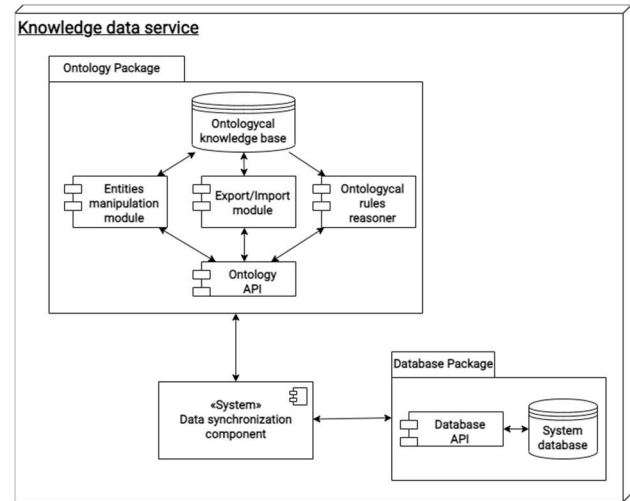 Knowledge data service
Ontology Package
Ontologycal
knowledge base
Entities
manipulation
module
Export/Import
module
Ontologycal
rules
reasoner
Ontology
API
«System»
Data synchronization
component
Database Package
Database
API
System
database